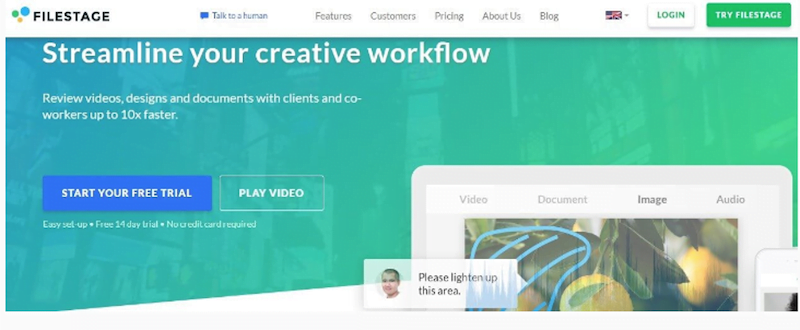 FILESTAGE
Talk to a human
Features
Customers
Pricing
About Us
Blog
LOGIN
TRY FILESTAGE
Streamline your creative workflow
Review videos, designs and documents with clients and co-
workers up to 10x faster.
START YOUR FREE TRIAL
PLAY VIDEO
Easy set-up • Free 14 day trial • No credit card required
Video
Document
Image
Audio
Please lighten up
this area.